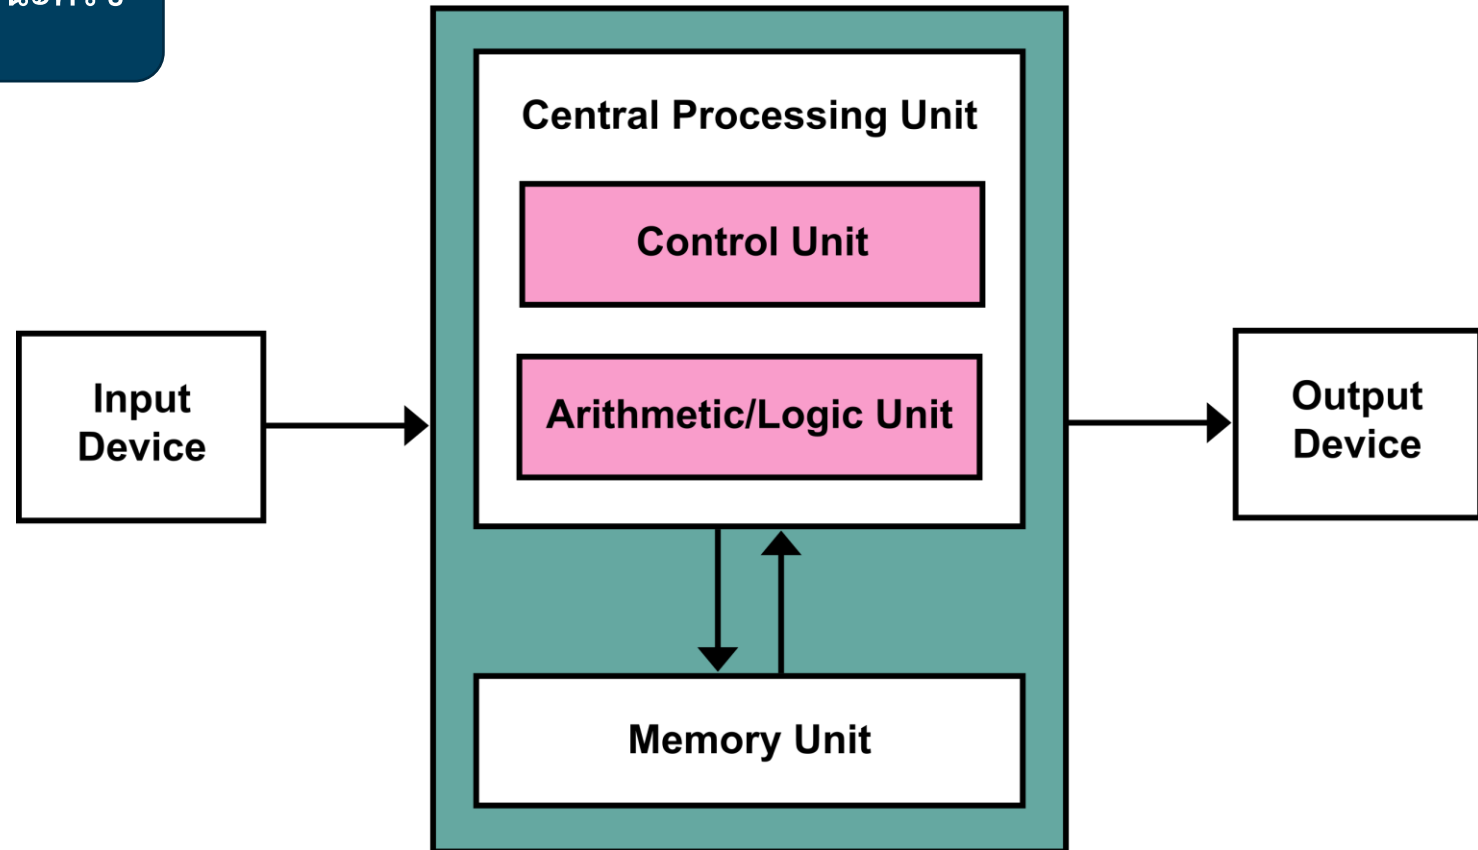 Central Processing Unit
Control Unit
Arithmetic/Logic Unit
Input
Device
Output
Device
Memory Unit